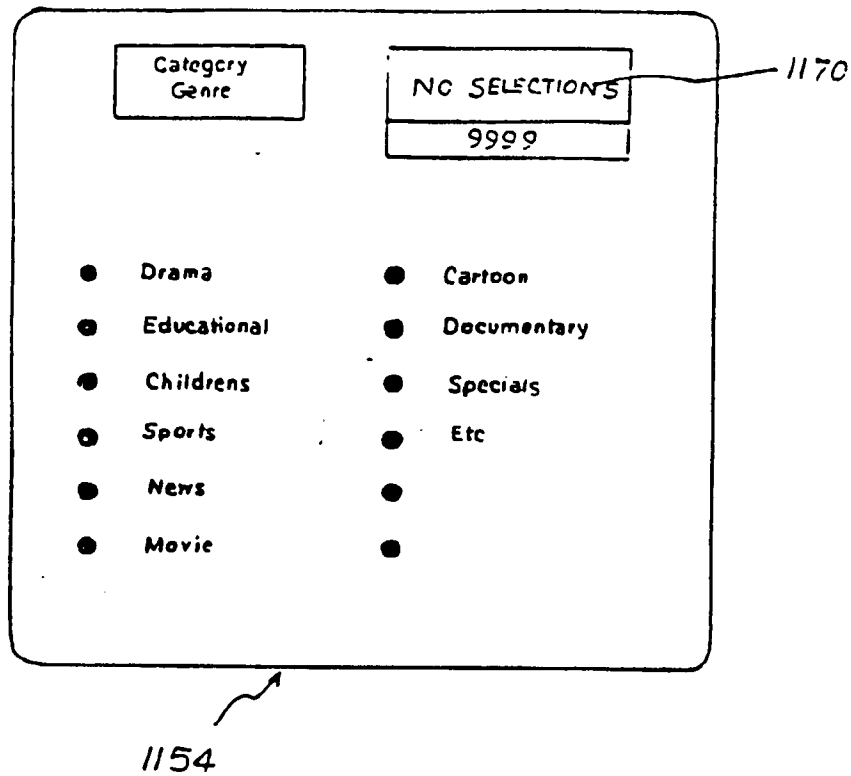 Category
Genre
NO SELECTIONS
1170
9999
Drama
Educational
Childrens
Sports
News
Movie
Cartoon
Documentary
Specials
Etc
1154